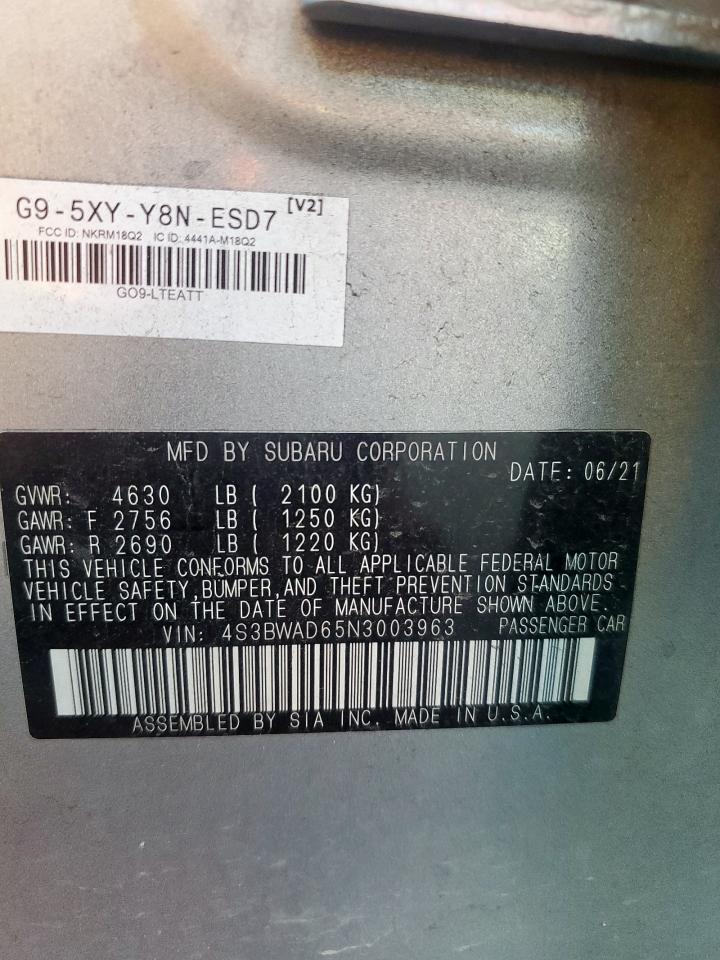 G9-5XY-Y8N-ESD7 [V2]
FCC ID: NKRM18Q2 IC ID: 4441A-M18Q2
GO9-LTEATT
MFD BY SUBARU CORPORATION
DATE: 06/21
GVWR: 4630 LB ( 2100 KG)
GAWR: F 2756 LB ( 1250 KG)
GAWR: R 2690 LB ( 1220 KG)
THIS VEHICLE CONFORMS TO ALL APPLICABLE FEDERAL MOTOR
VEHICLE SAFETY, BUMPER, AND THEFT PREVENTION STANDARDS
IN EFFECT ON THE DATE OF MANUFACTURE SHOWN ABOVE.
VIN: 4S3BWAD65N3003963 PASSENGER CAR
ASSEMBLED BY SIA INC. MADE IN U.S.A.